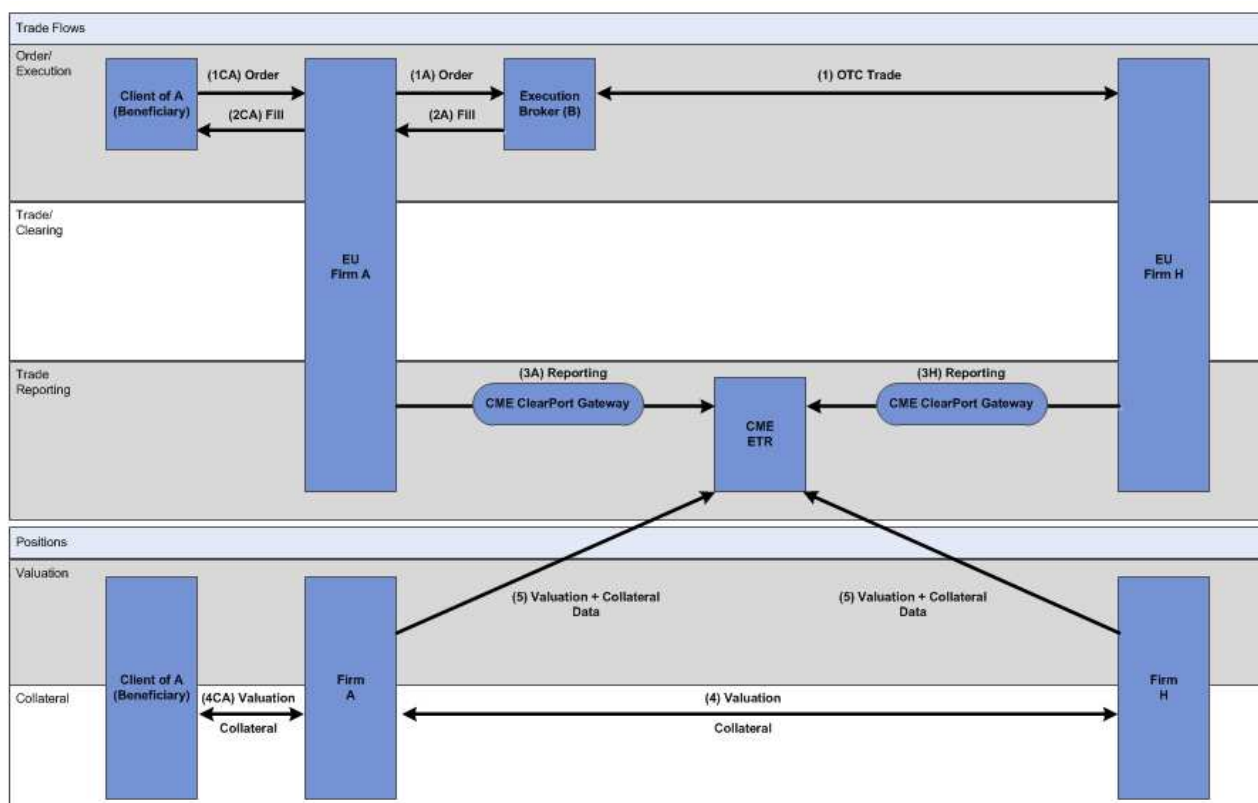 Trade Flows
Order/
Execution
(1CA) Order
(1A) Order
(1) OTC Trade
Client of A
(Beneficiary)
Execution
Broker (B)
(2CA) Fill
(2A) Fill
Trade/
Clearing
EU
Firm A
EU
Firm H
Trade
Reporting
(3A) Reporting
(3H) Reporting
CME ClearPort Gateway
CME ClearPort Gateway
CME
ETR
Positions
Valuation
(5) Valuation + Collateral
Data
(5) Valuation + Collateral
Data
Client of A
(Beneficiary)
Firm
A
Firm
H
Collateral
(4CA) Valuation
Collateral
(4) Valuation
Collateral